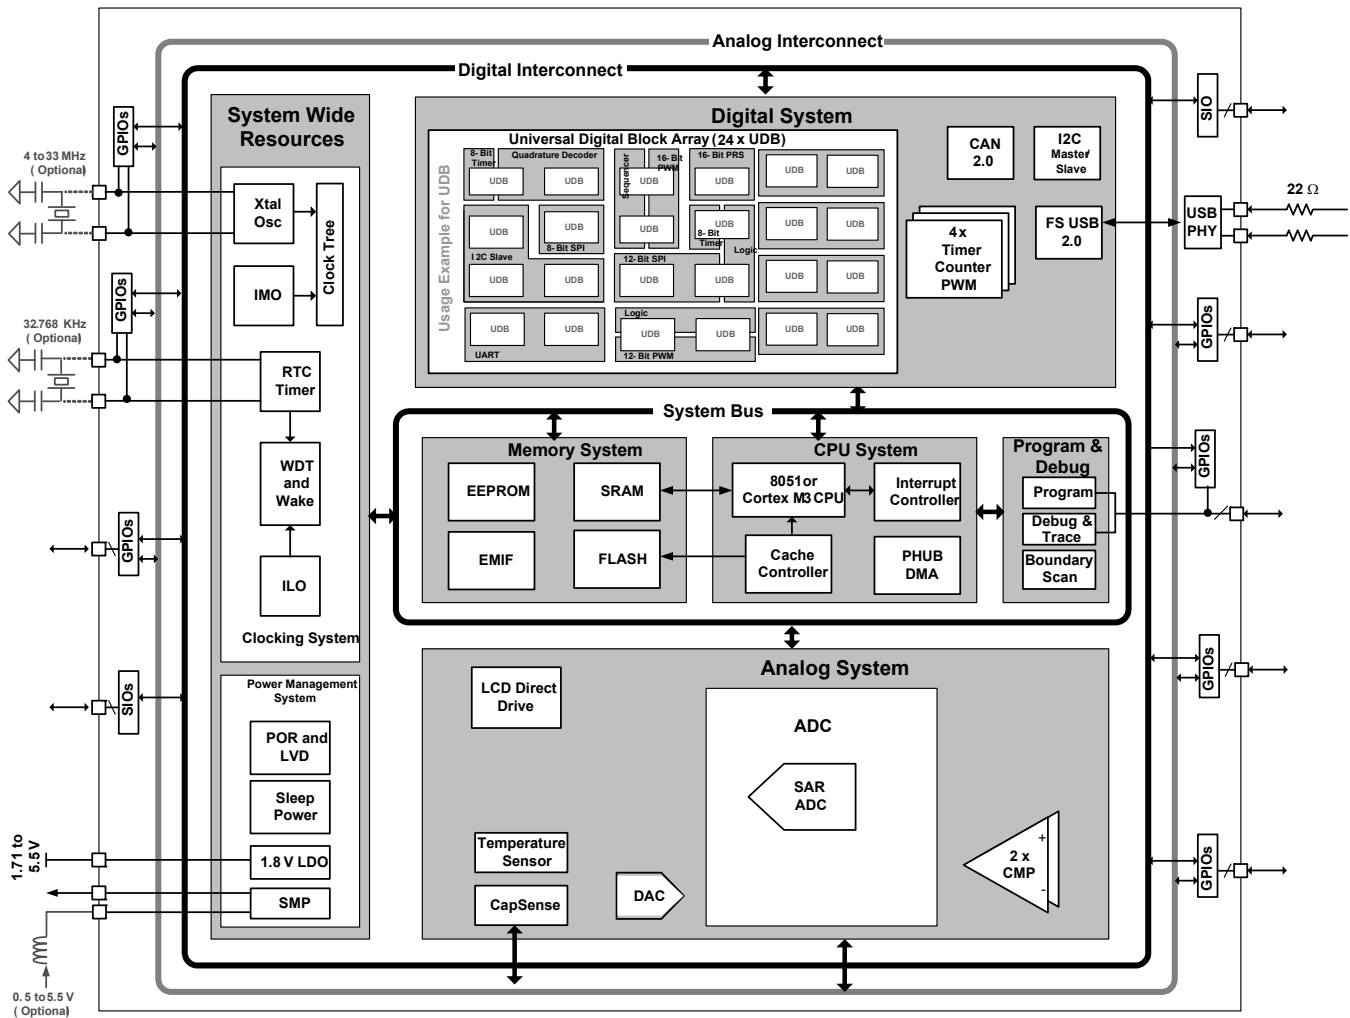 Analog Interconnect
Digital Interconnect
System Wide
Resources
GPIOs
4 to 33 MHz
( Optional)
Xtal
Osc
Clock Tree
IMO
GPIOs
32.768 KHz
( Optional)
RTC
Timer
WDT
and
Wake
GPIOs
ILO
Clocking System
SIOs
Power Management
System
POR and
LVD
Sleep
Power
1.71 to
5.5V
1.8 V LDO
SMP
0. 5 to 5.5 V
( Optional)
Digital System
Universal Digital Block Array (24 x UDB)
Usage Example for UDB
8- Bit
Timer
Quadrature Decoder
Sequencer
16- Bit
PWM
16- Bit PRS
UDB
UDB
UDB
UDB
UDB
UDB
UDB
UDB
UDB
8- Bit
Timer
Logic
UDB
UDB
8- Bit SPI
I2C Slave
12- Bit SPI
UDB
UDB
UDB
UDB
UDB
UDB
Logic
UDB
UDB
UDB
UDB
UDB
UDB
UART
12- Bit PWM
CAN
2.0
I2C
Master/
Slave
4 x
Timer
Counter
PWM
FS USB
2.0
SIO
USB
PHY
22 Ω
GPIOs
System Bus
Memory System
EEPROM
SRAM
EMIF
FLASH
CPU System
8051 or
Cortex M3 CPU
Interrupt
Controller
Cache
Controller
PHUB
DMA
Program &
Debug
Program
Debug &
Trace
Boundary
Scan
GPIOs
GPIOs
Analog System
LCD Direct
Drive
ADC
SAR
ADC
Temperature
Sensor
CapSense
DAC
+
2 x
CMP
-
GPIOs